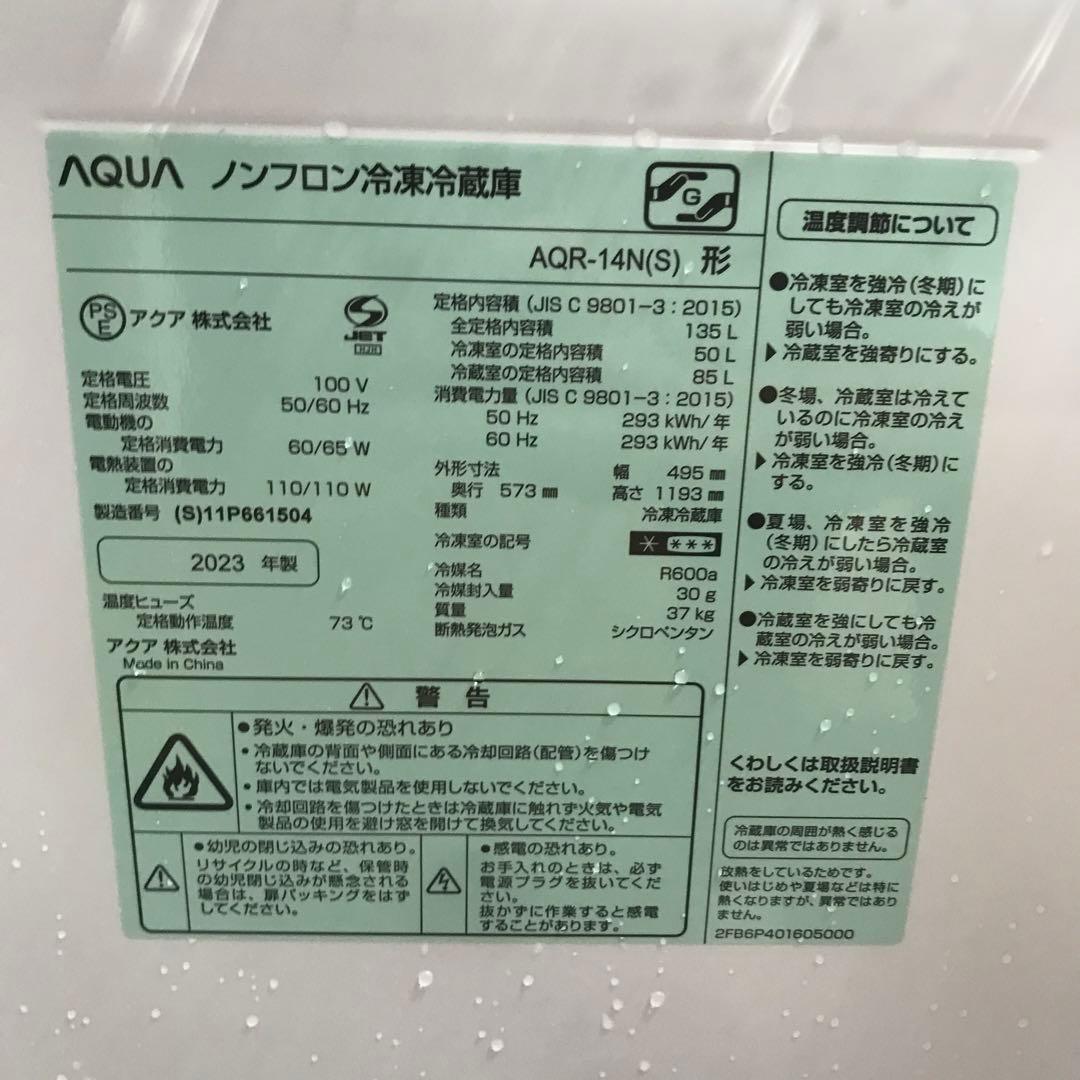 AQUA ノンフロン冷凍冷蔵庫
G
AQR-14N(S) 形
PS
E
アクア 株式会社
JET
定格電圧 100 V
定格周波数 50/60 Hz
電動機の
定格消費電力 60/65 W
電熱装置の
定格消費電力 110/110 W
製造番号 (S)11P661504
2023 年製
温度ヒューズ
定格動作温度 73 ℃
アクア 株式会社
Made in China
定格内容積 (JIS C 9801-3:2015)
全定格内容積 135 L
冷凍室の定格内容積 50 L
冷蔵室の定格内容積 85 L
消費電力量 (JIS C 9801-3:2015)
50 Hz 293 kWh/年
60 Hz 293 kWh/年
外形寸法 幅 495 ㎜
奥行 573 ㎜ 高さ 1193 ㎜
種類 冷凍冷蔵庫
冷凍室の記号 * ***
冷媒名 R600a
冷媒封入量 30 g
質量 37 kg
断熱発泡ガス シクロペンタン
⚠ 警 告
●発火・爆発の恐れあり
・冷蔵庫の背面や側面にある冷却回路(配管)を傷つけ
ないでください。
・庫内では電気製品を使用しないでください。
・冷却回路を傷つけたときは冷蔵庫に触れず火気や電気
製品の使用を避け窓を開けて換気してください。
●幼児の閉じ込みの恐れあり。
リサイクルの時など、保管時
の幼児閉じ込みが懸念される
場合は、扉パッキングをはず
してください。
●感電の恐れあり。
お手入れのときは、必ず
電源プラグを抜いてくだ
さい。
抜かずに作業すると感電
することがあります。
温度調節について
●冷凍室を強冷(冬期)に
しても冷凍室の冷えが
弱い場合。
▶冷蔵室を強寄りにする。
●冬場、冷蔵室は冷えて
いるのに冷凍室の冷え
が弱い場合。
▶冷凍室を強冷(冬期)に
する。
●夏場、冷凍室を強冷
(冬期)にしたら冷蔵室
の冷えが弱い場合。
▶冷凍室を弱寄りに戻す。
●冷蔵室を強にしても冷
蔵室の冷えが弱い場合。
▶冷凍室を弱寄りに戻す。
くわしくは取扱説明書
をお読みください。
冷蔵庫の周囲が熱く感じる
のは異常ではありません。
放熱をしているためです。
使いはじめや夏場などは特に
熱くなりますが、異常ではあり
ません。
2FB6P401605000